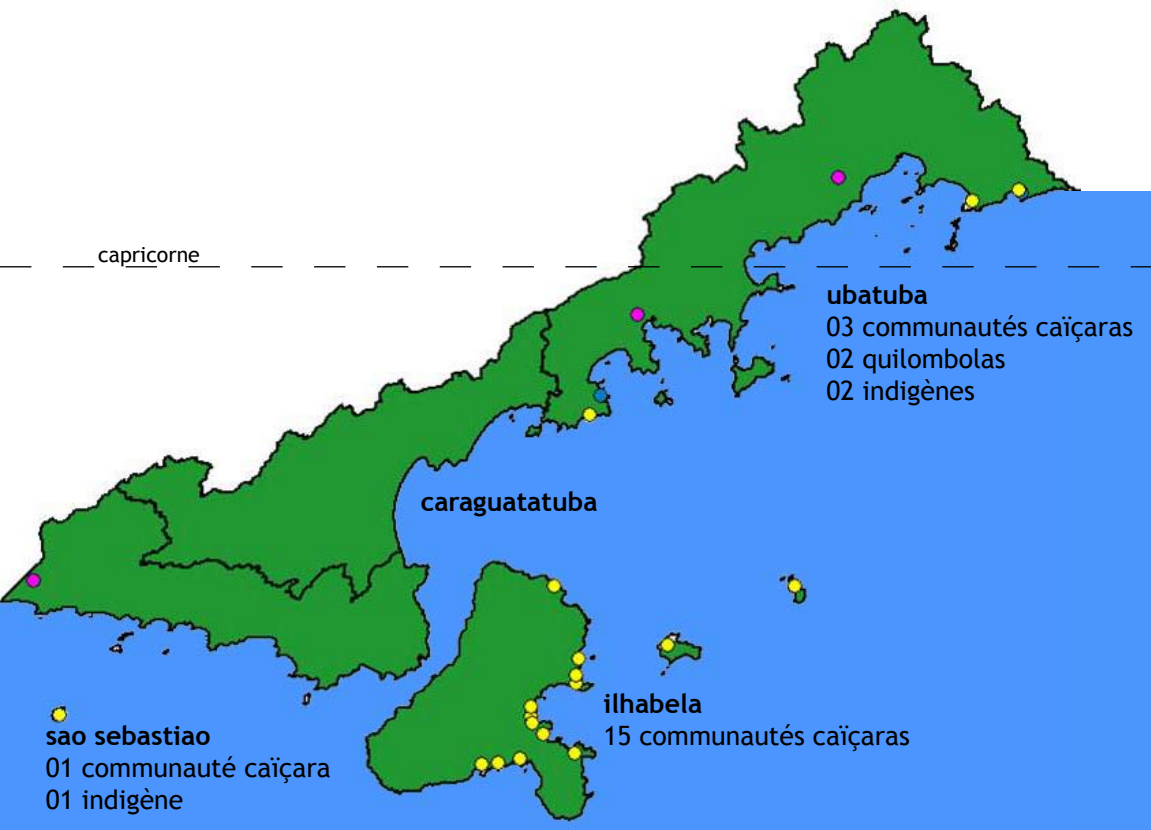 capricorne
ubatuba
03 communautés caïçaras
02 quilombolas
02 indigènes
caraguatatuba
ilhabela
15 communautés caïçaras
sao sebastiao
01 communauté caïçara
01 indigène